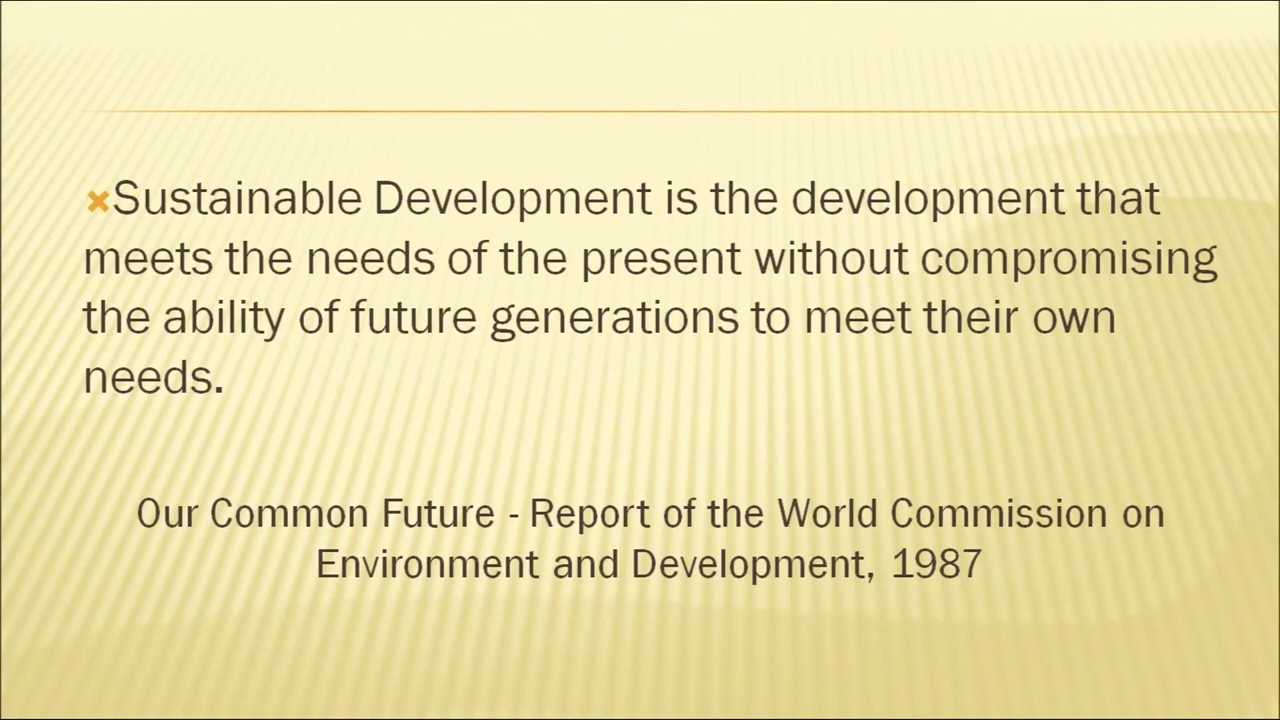 Sustainable Development is the development that
meets the needs of the present without compromising
the ability of future generations to meet their own
needs.
Our Common Future - Report of the World Commission on
Environment and Development, 1987